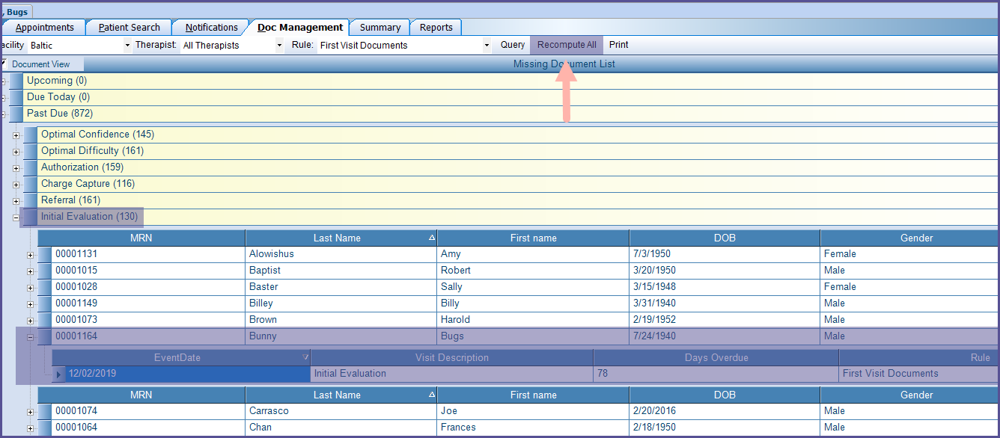 , Bugs
Appointments Patient Search Notifications Doc Management Summary Reports
acility Baltic Therapist: All Therapists Rule: First Visit Documents Query Recompute All Print
Document View Missing Document List
Upcoming (0)
Due Today (0)
Past Due (872)
Optimal Confidence (145)
Optimal Difficulty (161)
Authorization (159)
Charge Capture (116)
Referral (161)
Initial Evaluation (130)
MRN Last Name First name DOB Gender
00001131 Alowishus Amy 7/3/1950 Female
00001015 Baptist Robert 3/20/1950 Male
00001028 Baster Sally 3/15/1948 Female
00001149 Billey Billy 3/31/1940 Male
00001073 Brown Harold 2/19/1952 Male
00001164 Bunny Bugs 7/24/1940 Male
EventDate Visit Description Days Overdue Rule
12/02/2019 Initial Evaluation 78 First Visit Documents
MRN Last Name First name DOB Gender
00001074 Carrasco Joe 2/20/2016 Male
00001064 Chan Frances 2/18/1950 Male